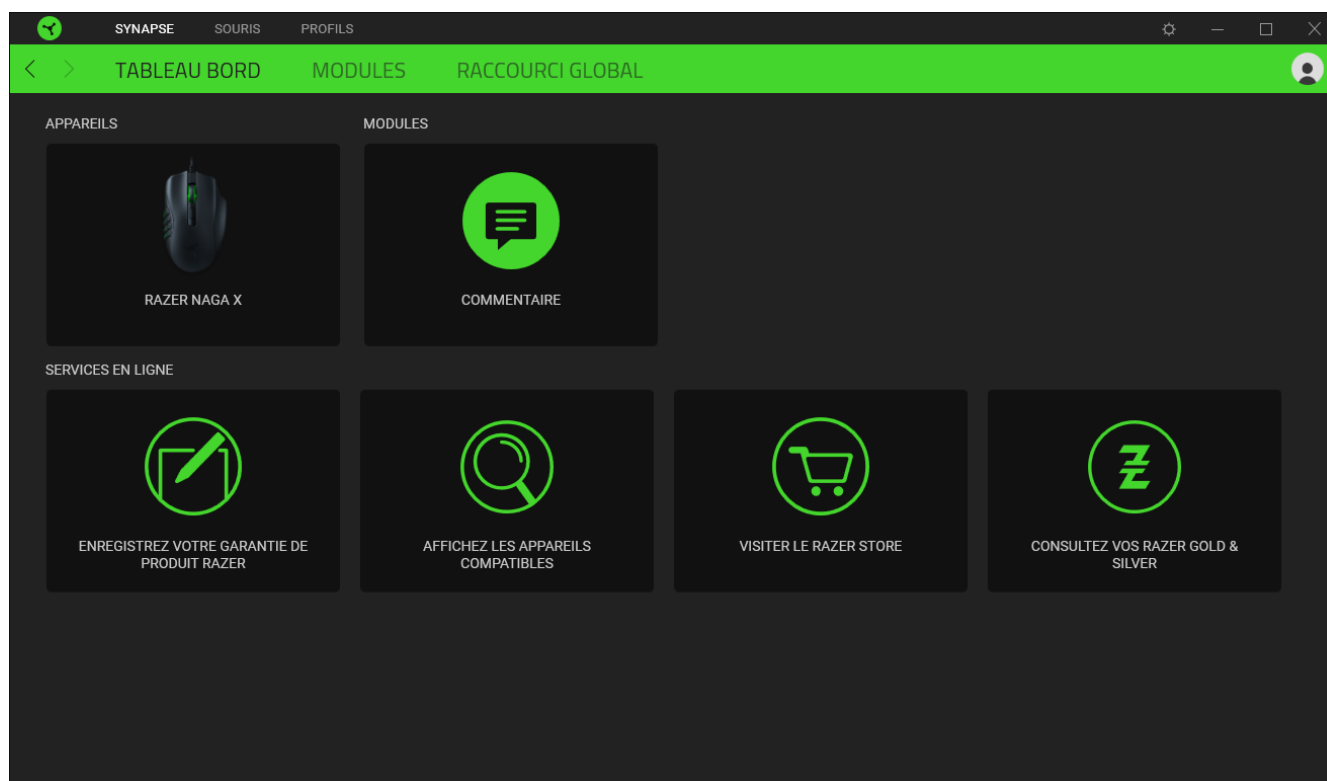 SYNAPSE SOURIS PROFILS
TABLEAU BORD MODULES RACCOURCI GLOBAL
APPAREILS MODULES
RAZER NAGA X COMMENTAIRE
SERVICES EN LIGNE
ENREGISTREZ VOTRE GARANTIE DE
PRODUIT RAZER
AFFICHEZ LES APPAREILS
COMPATIBLES
VISITER LE RAZER STORE
CONSULTEZ VOS RAZER GOLD &
SILVER